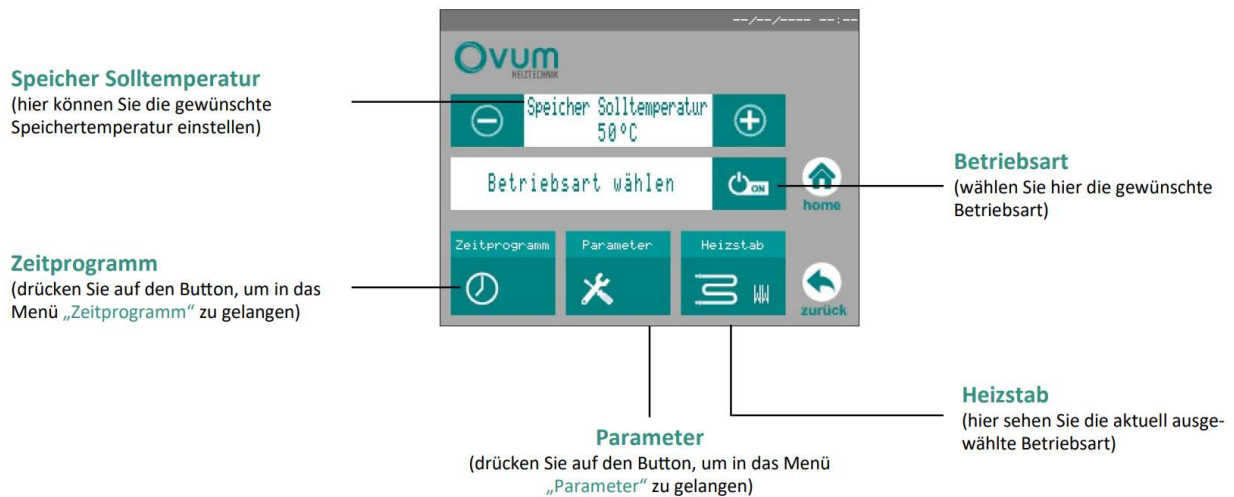 --/--/---- --:--
Ovum
HEIZTECHNIK
Speicher Solltemperatur
(hier können Sie die gewünschte
Speichertemperatur einstellen)
Speicher Solltemperatur
50°C
Betriebsart wählen
ON
home
Betriebsart
(wählen Sie hier die gewünschte
Betriebsart)
Zeitprogramm
(drücken Sie auf den Button, um in das
Menü „Zeitprogramm“ zu gelangen)
Zeitprogramm
Parameter
Heizstab
WW
zurück
Heizstab
(hier sehen Sie die aktuell ausge-
wählte Betriebsart)
Parameter
(drücken Sie auf den Button, um in das Menü
„Parameter“ zu gelangen)